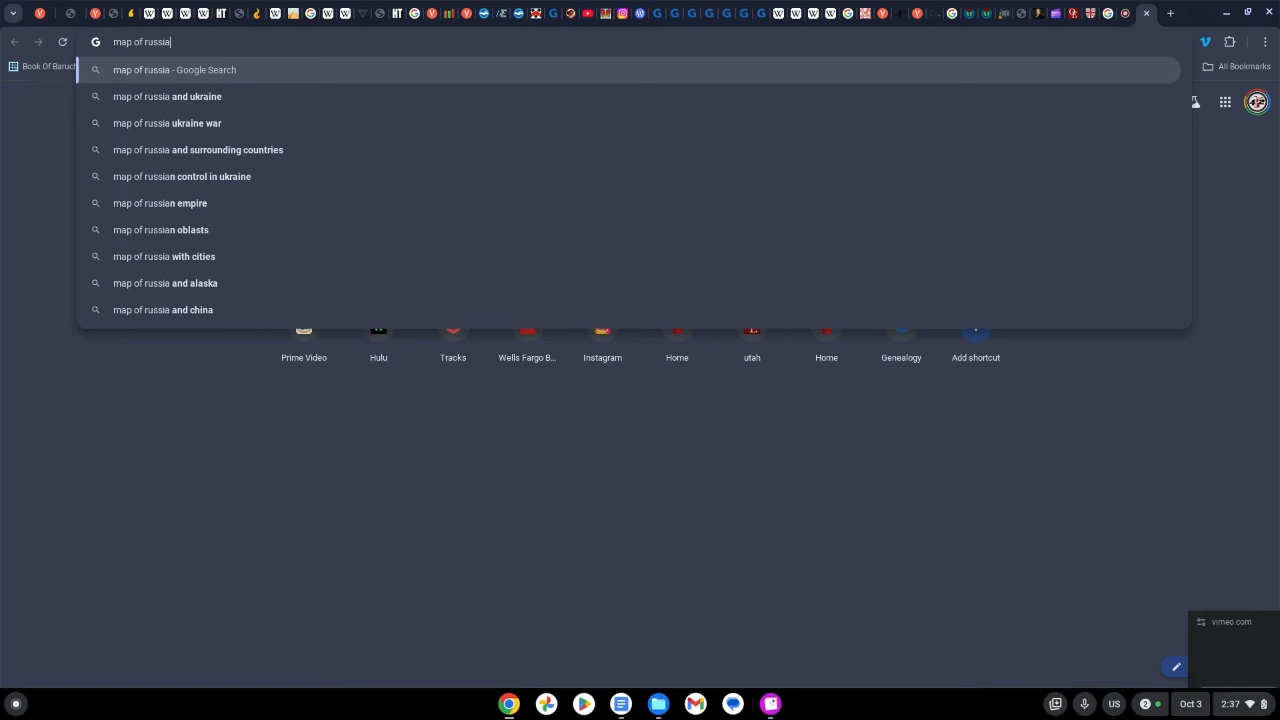 map of russia
Book Of Baruch
All Bookmarks
map of russia - Google Search
map of russia and ukraine
map of russia ukraine war
map of russia and surrounding countries
map of russian control in ukraine
map of russian empire
map of russian oblasts
map of russia with cities
map of russia and alaska
map of russia and china
Prime Video
Hulu
Tracks
Wells Fargo B...
Instagram
Home
utah
Home
Genealogy
Add shortcut
vimeo.com
US
2
Oct 3
2:37